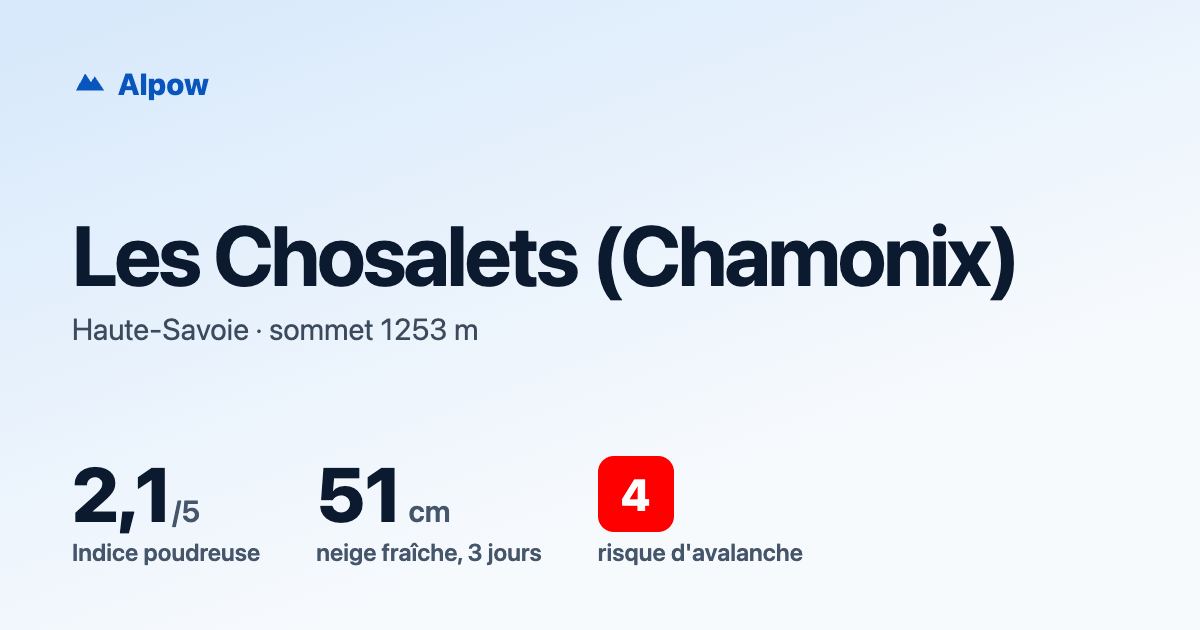 Alpow
Les Chosalets (Chamonix)
Haute-Savoie · sommet 1253 m
2,1/5
Indice poudreuse
51 cm
neige fraîche, 3 jours
4
risque d'avalanche